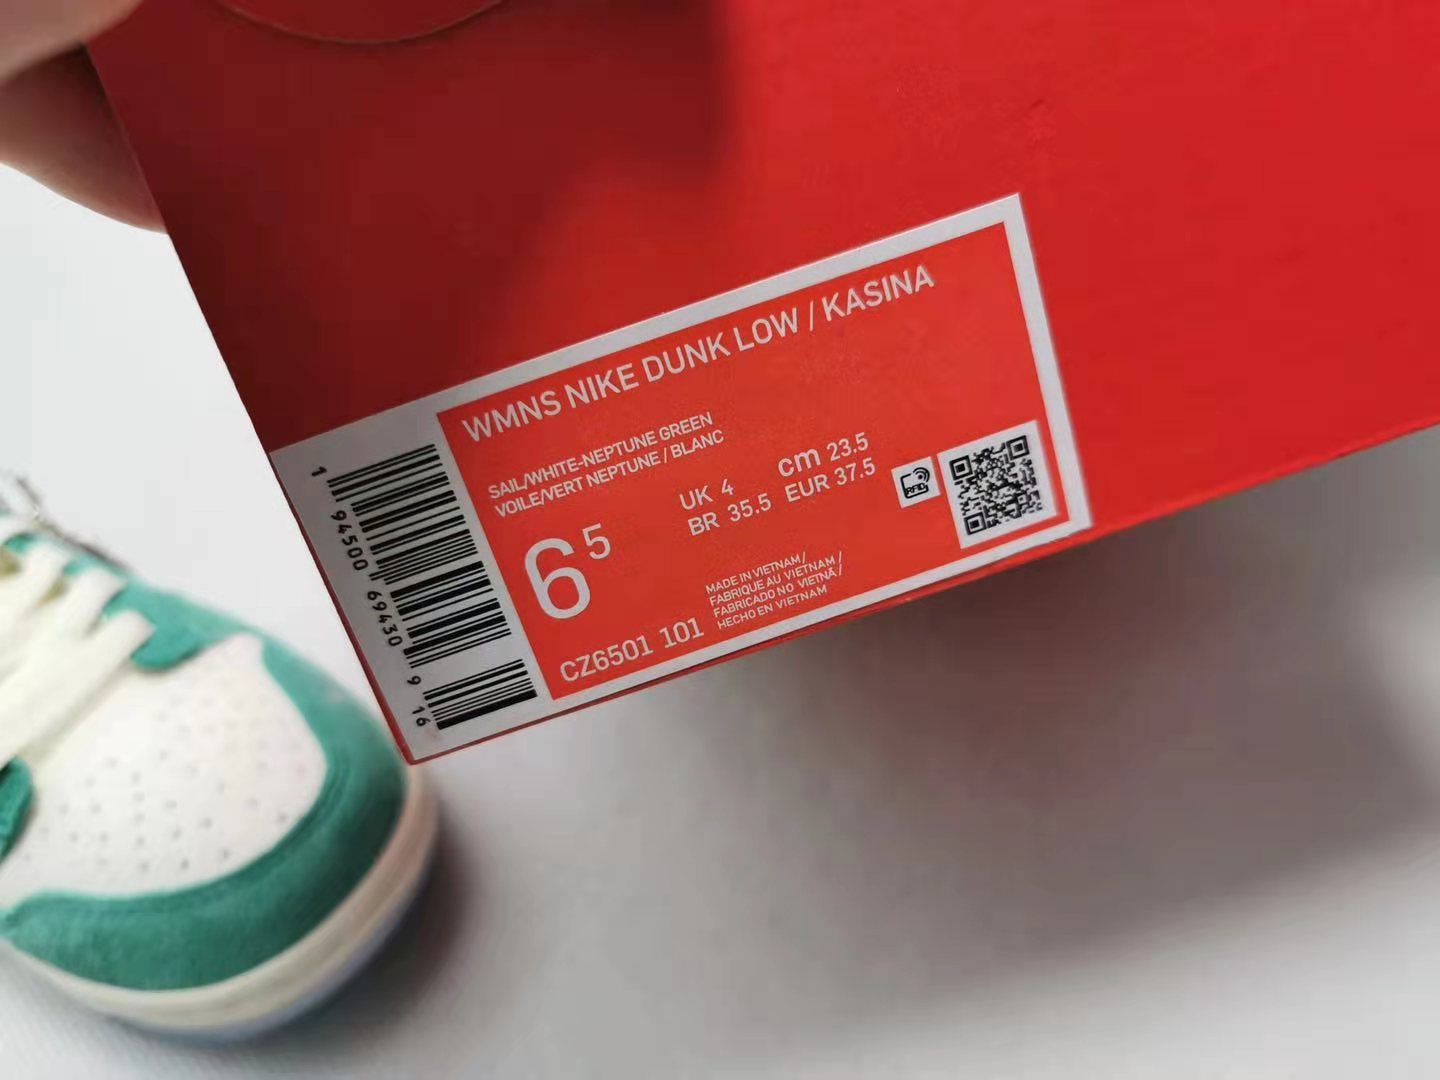 WMNS NIKE DUNK LOW / KASINA
SAIL/WHITE-NEPTUNE GREEN
VOILE/VERT NEPTUNE / BLANC
6 5
UK 4
cm 23.5
BR 35.5
EUR 37.5
RFID
MADE IN VIETNAM /
FABRIQUE AU VIETNAM /
FABRICADO NO VIETNÃ /
HECHO EN VIETNAM
CZ6501 101
1 94500 69430 9 16